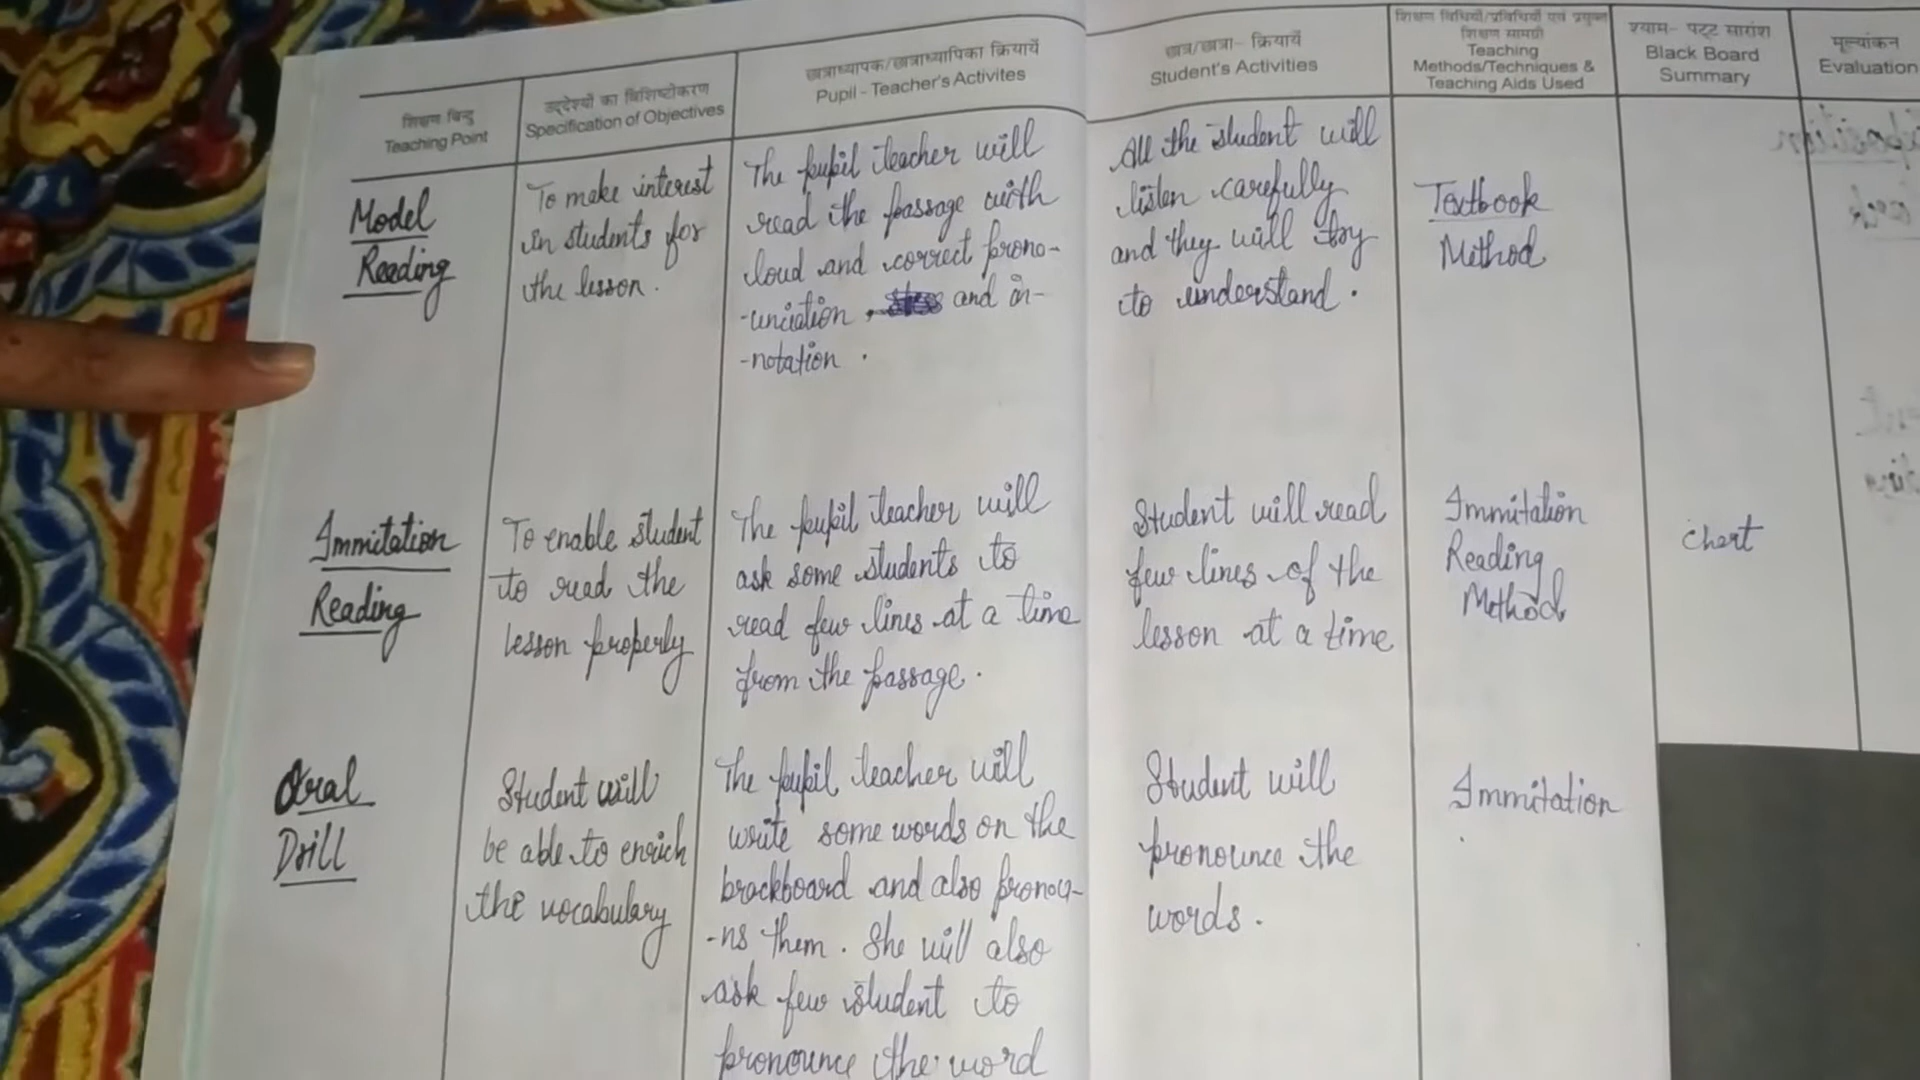 शिक्षण बिन्दु
Teaching Point
उद्देश्यों का विशिष्टीकरण
Specification of Objectives
छात्राध्यापक/छात्राध्यापिका क्रियायें
Pupil - Teacher's Activites
छात्र/छात्रा- क्रियायें
Student's Activities
शिक्षण विधियाँ/प्रविधियाँ एवं प्रयुक्त
शिक्षण सामग्री
Teaching
Methods/Techniques &
Teaching Aids Used
श्याम- पट्ट सारांश
Black Board
Summary
मूल्यांकन
Evaluation
Model
Reading
To make interest
in students for
the lesson.
The pupil teacher will
read the passage with
loud and correct prono-
-unciation, and in-
-notation.
All the student will
listen carefully
and they will try
to understand.
Textbook
Method
Immitation
Reading
To enable student
to read the
lesson properly
The pupil teacher will
ask some students to
read few lines at a time
from the passage.
Student will read
few lines of the
lesson at a time
Immitation
Reading
Method
Chart
Oral
Drill
Student will
be able to enrich
the vocabulary
The pupil teacher will
write some words on the
brackboard and also pronou-
-ns them. She will also
ask few student to
pronounce the word
Student will
pronounce the
words.
Immitation